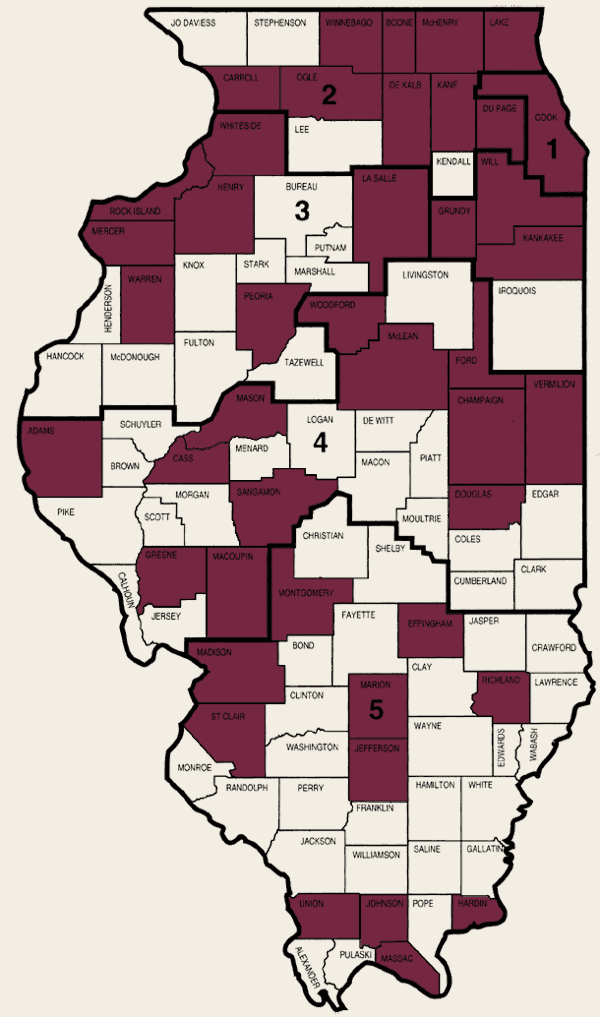 JO DAVIESS
STEPHENSON
WINNEBAGO
BOONE
McHENRY
LAKE
CARROLL
OGLE
2
DE KALB
KANE
DU PAGE
COOK
1
WHITESIDE
LEE
KENDALL
WILL
LA SALLE
BUREAU
3
HENRY
ROCK ISLAND
MERCER
GRUNDY
KANKAKEE
PUTNAM
KNOX
STARK
MARSHALL
LIVINGSTON
IROQUOIS
HENDERSON
WARREN
PEORIA
WOODFORD
McLEAN
FORD
HANCOCK
McDONOUGH
FULTON
TAZEWELL
VERMILION
CHAMPAIGN
MASON
LOGAN
4
DE WITT
ADAMS
SCHUYLER
CASS
MENARD
MACON
PIATT
BROWN
PIKE
MORGAN
SANGAMON
DOUGLAS
EDGAR
SCOTT
MOULTRIE
CHRISTIAN
SHELBY
COLES
GREENE
MACOUPIN
CALHOUN
CUMBERLAND
CLARK
JERSEY
MONTGOMERY
FAYETTE
EFFINGHAM
JASPER
CRAWFORD
MADISON
BOND
CLAY
RICHLAND
LAWRENCE
CLINTON
MARION
5
ST CLAIR
WAYNE
EDWARDS
WABASH
WASHINGTON
JEFFERSON
MONROE
RANDOLPH
PERRY
HAMILTON
WHITE
FRANKLIN
JACKSON
WILLIAMSON
SALINE
GALLATIN
UNION
JOHNSON
POPE
HARDIN
ALEXANDER
PULASKI
MASSAC